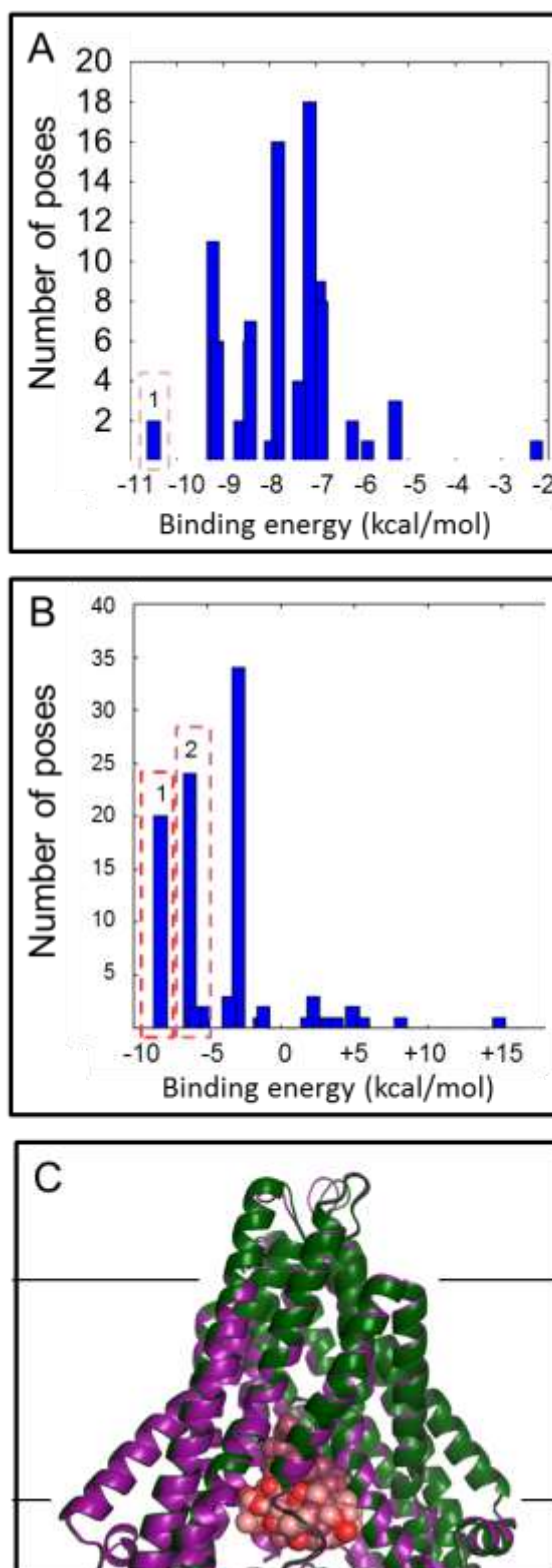 A
20
18
16
14
12
10
8
6
4
2
1
-11 -10 -9 -8 -7 -6 -5 -4 -3 -2
Binding energy (kcal/mol)
Number of poses
B
40
35
30
25
20
15
10
5
1
2
-10 -5 0 +5 +10 +15
Binding energy (kcal/mol)
Number of poses
C